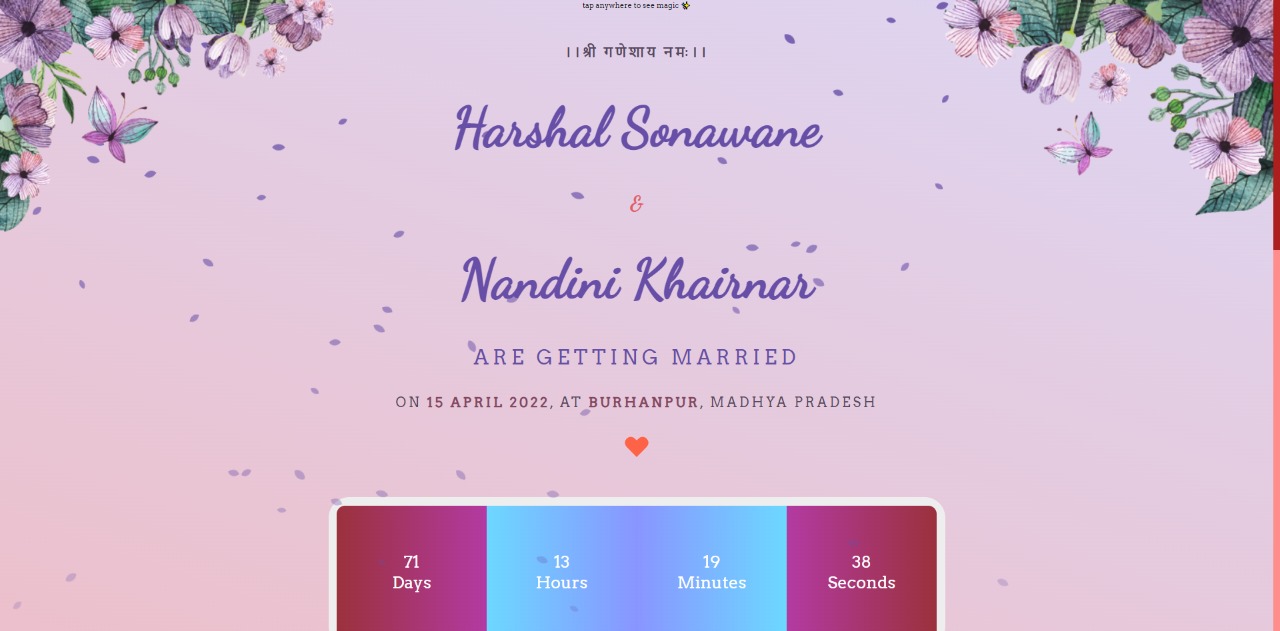 tap anywhere to see magic
।।श्री गणेशाय नमः।।
Harshal Sonawane
&
Nandini Khairnar
ARE GETTING MARRIED
ON 15 APRIL 2022, AT BURHANPUR, MADHYA PRADESH
71 13 19 38
Days Hours Minutes Seconds